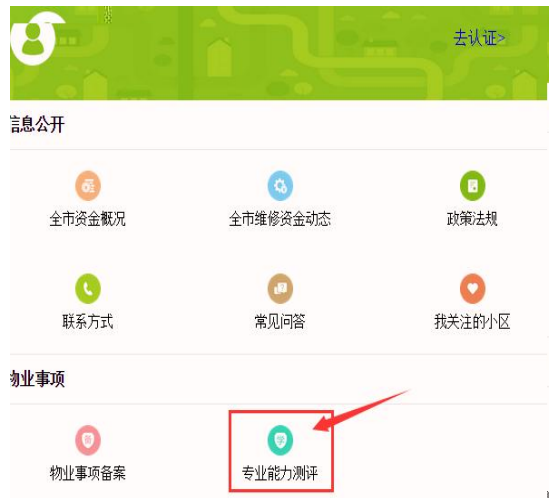 去认证>
信息公开
全市资金概况 全市维修资金动态 政策法规
联系方式 常见问答 我关注的小区
物业事项
物业事项备案 专业能力测评